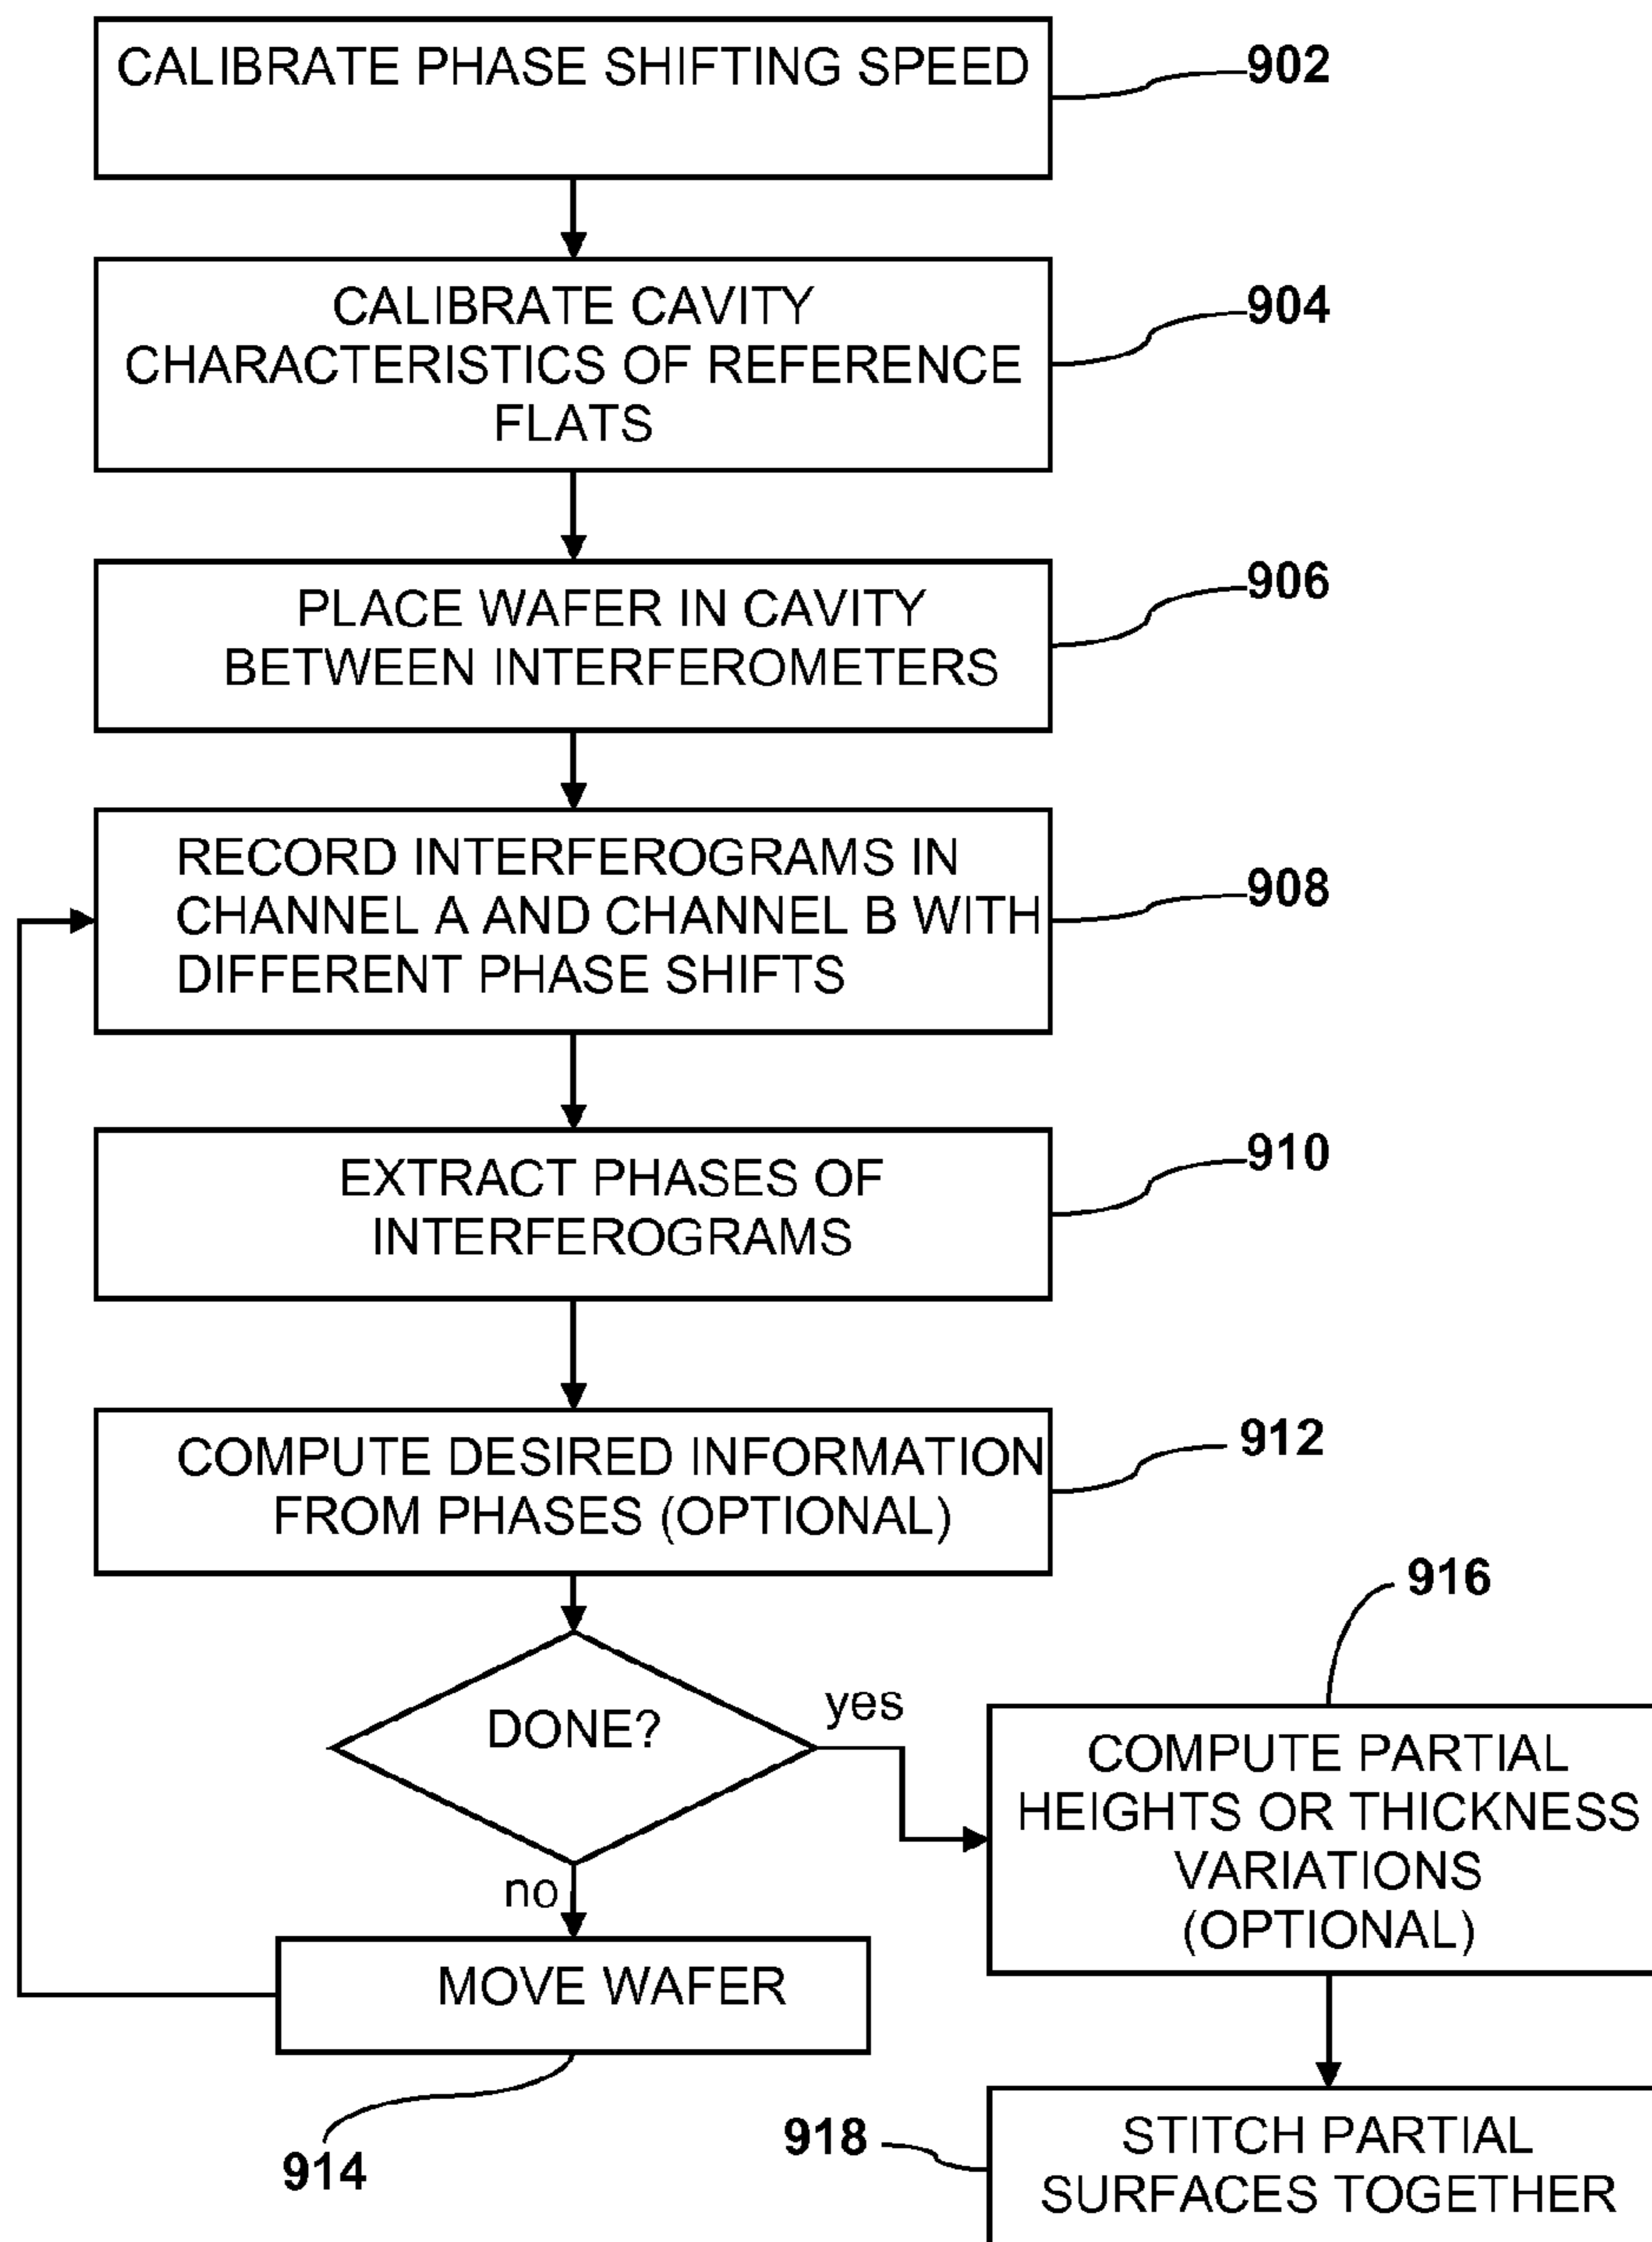 CALIBRATE PHASE SHIFTING SPEED
902
CALIBRATE CAVITY
CHARACTERISTICS OF REFERENCE
FLATS
904
PLACE WAFER IN CAVITY
BETWEEN INTERFEROMETERS
906
RECORD INTERFEROGRAMS IN
CHANNEL A AND CHANNEL B WITH
DIFFERENT PHASE SHIFTS
908
EXTRACT PHASES OF
INTERFEROGRAMS
910
COMPUTE DESIRED INFORMATION
FROM PHASES (OPTIONAL)
912
DONE?
yes
no
MOVE WAFER
914
916
COMPUTE PARTIAL
HEIGHTS OR THICKNESS
VARIATIONS
(OPTIONAL)
918
STITCH PARTIAL
SURFACES TOGETHER